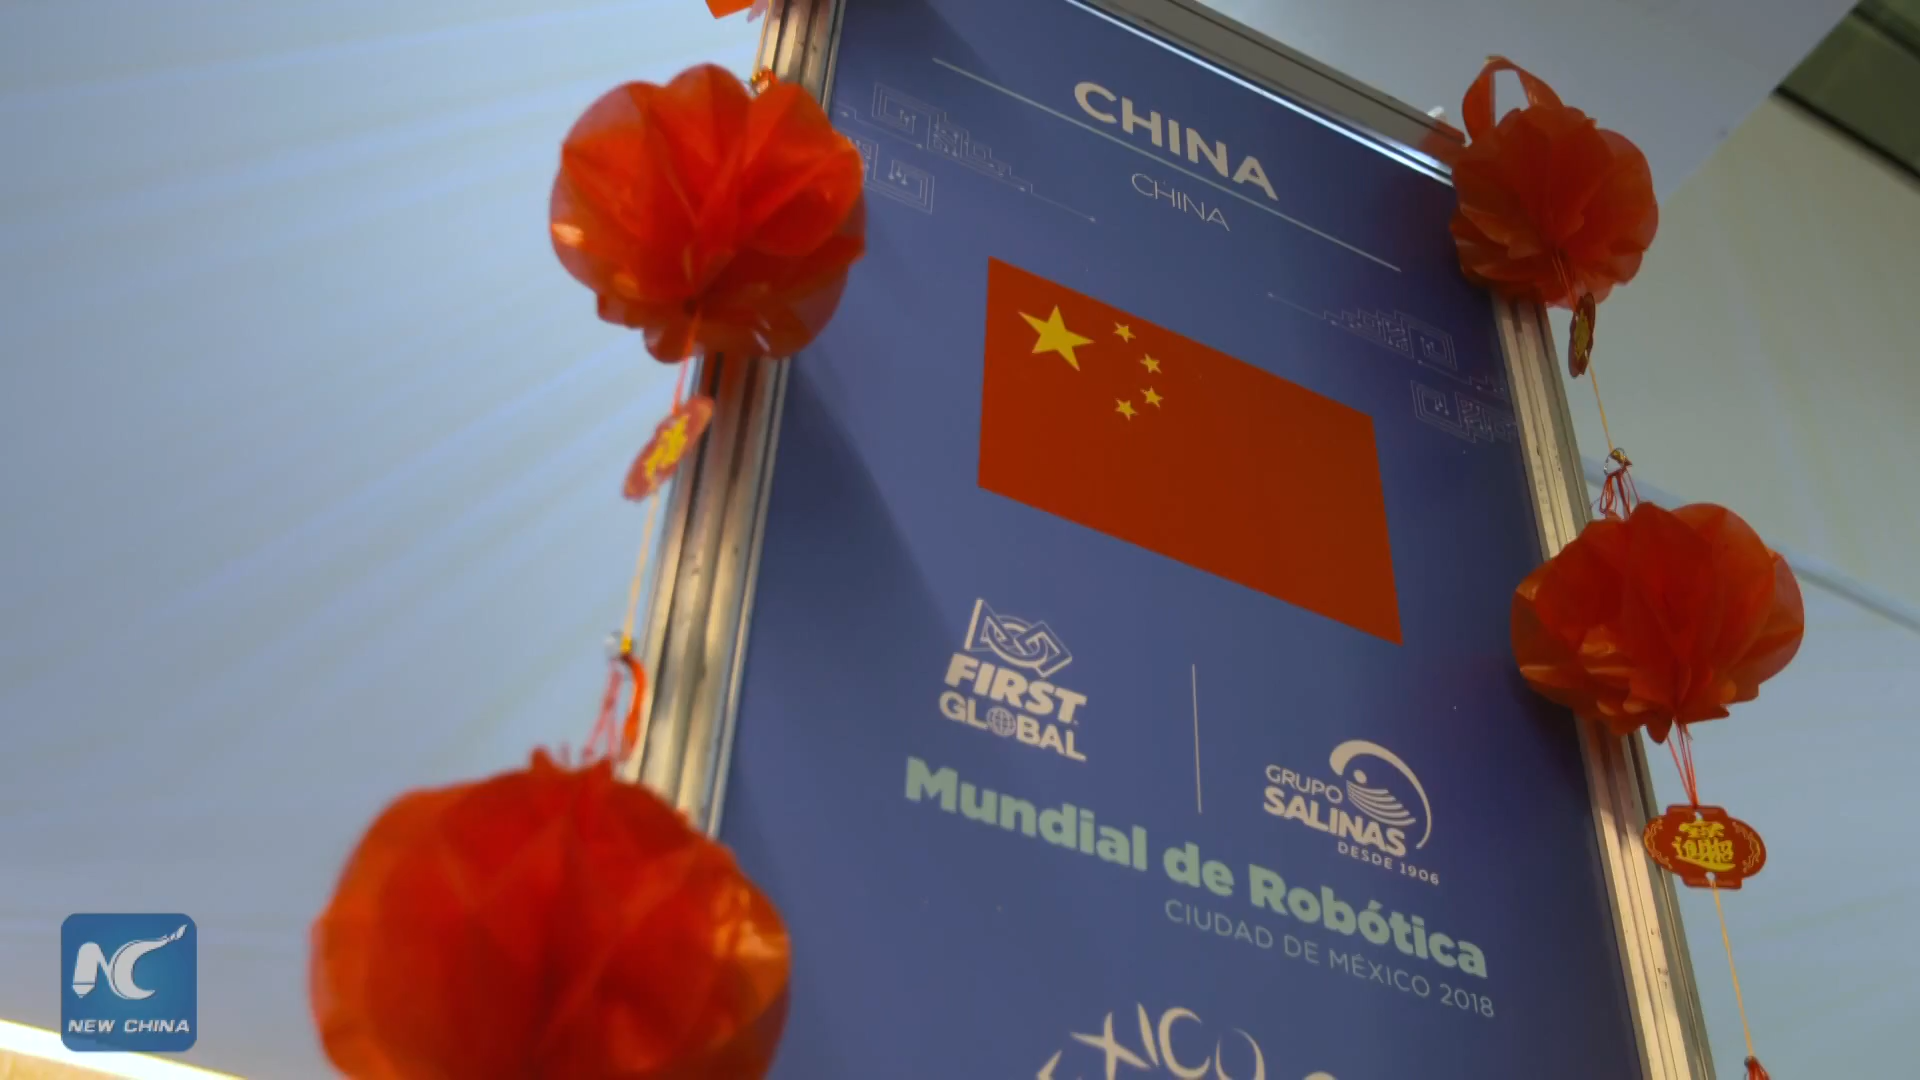 CHINA
CHINA
FIRST
GLOBAL
GRUPO
SALINAS
DESDE 1906
Mundial de Robótica
CIUDAD DE MÉXICO 2018
NEW CHINA